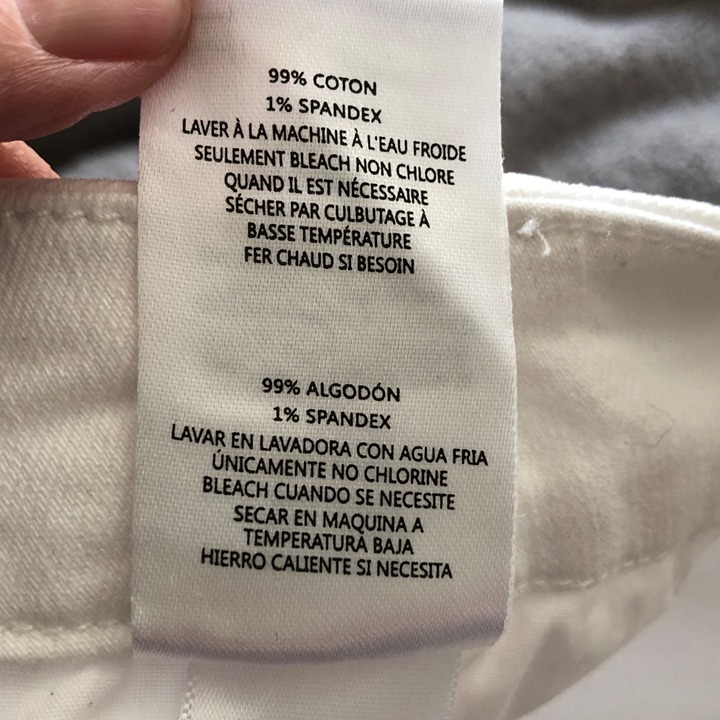 99% COTON
1% SPANDEX
LAVER À LA MACHINE À L'EAU FROIDE
SEULEMENT BLEACH NON CHLORE
QUAND IL EST NÉCESSAIRE
SÉCHER PAR CULBUTAGE À
BASSE TEMPÉRATURE
FER CHAUD SI BESOIN
99% ALGODÓN
1% SPANDEX
LAVAR EN LAVADORA CON AGUA FRIA
ÚNICAMENTE NO CHLORINE
BLEACH CUANDO SE NECESITE
SECAR EN MAQUINA A
TEMPERATURA BAJA
HIERRO CALIENTE SI NECESITA